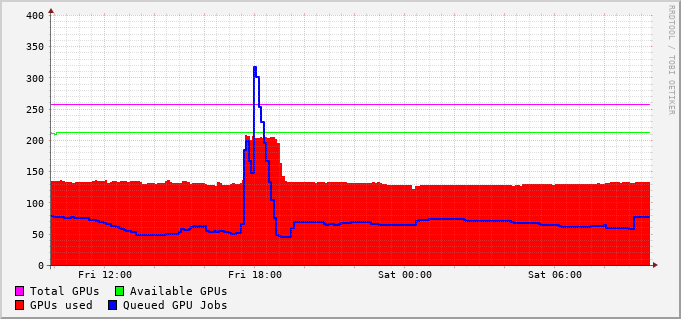 400
350
300
250
200
150
100
50
0
Fri 12:00 Fri 18:00 Sat 00:00 Sat 06:00
Total GPUs Available GPUs
GPUs used Queued GPU Jobs
RRDTOOL / TOBI OETIKER